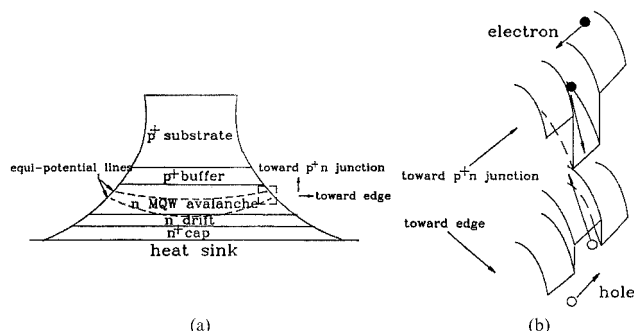 electron
p+ substrate
equi-potential lines
p+ buffer
toward p+n junction
toward edge
n MQW avalanche
n drift
n+ cap
heat sink
toward p+n junction
toward edge
hole
(a)
(b)